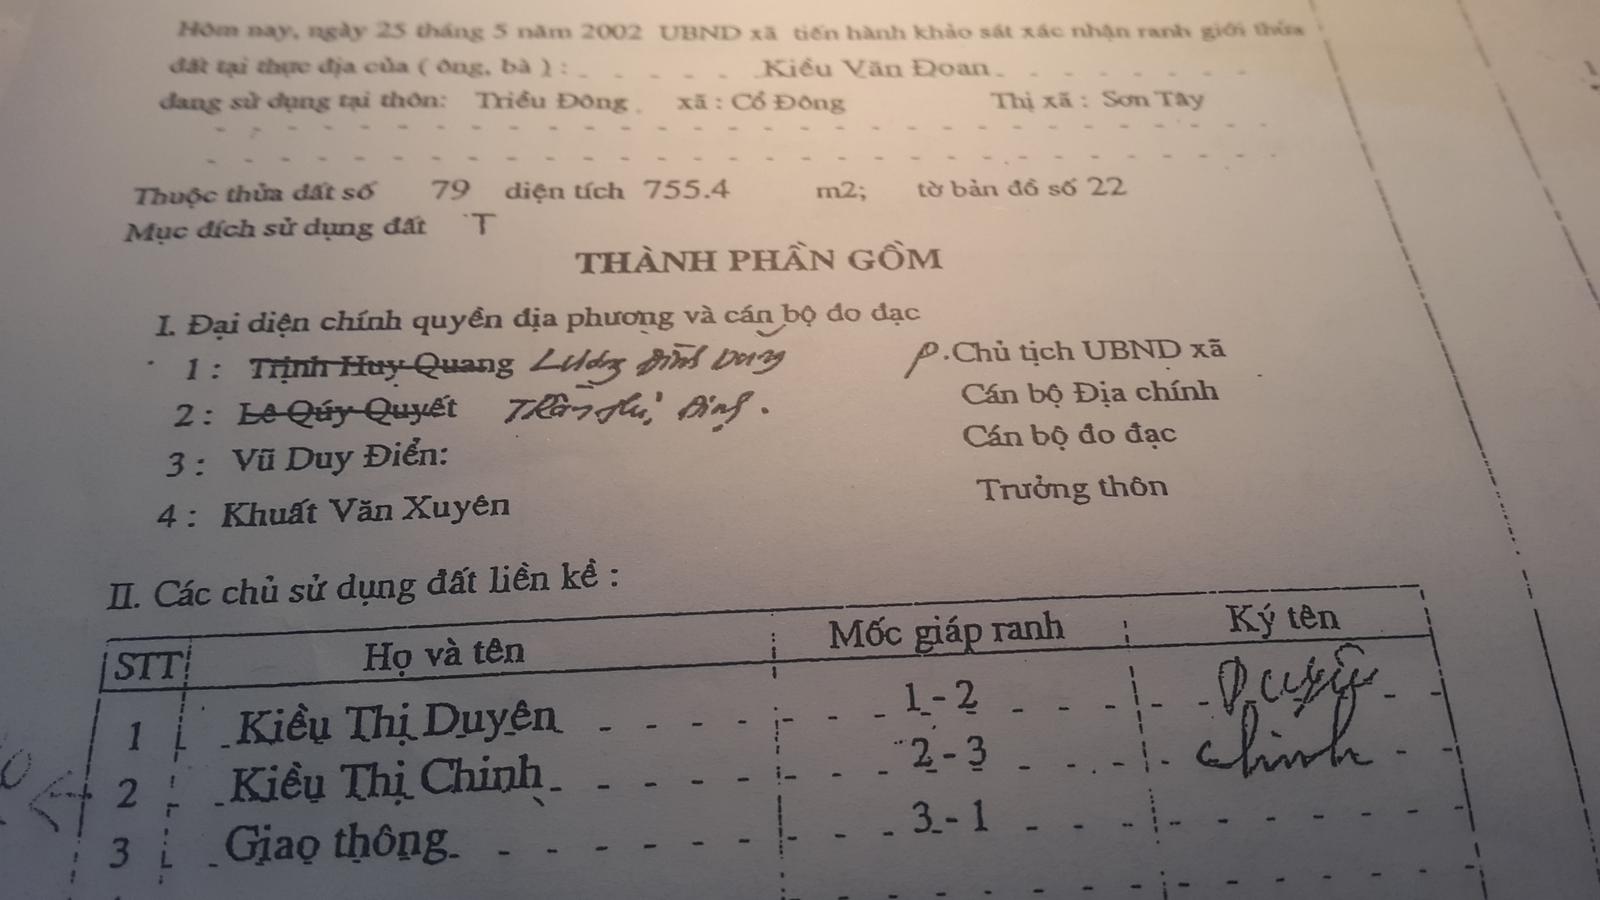 Hôm nay, ngày 25 tháng 5 năm 2002 UBND xã tiến hành khảo sát xác nhận ranh giới thửa
đất tại thực địa của ( ông, bà ) : Kiều Văn Đoan
đang sử dụng tại thôn: Triều Đông xã : Cổ Đông Thị xã : Sơn Tây
Thuộc thửa đất số 79 diện tích 755.4 m2; tờ bản đồ số 22
Mục đích sử dụng đất T
THÀNH PHẦN GỒM
I. Đại diện chính quyền địa phương và cán bộ đo đạc
1 : Trịnh Huy Quang Lương Đình Dung P. Chủ tịch UBND xã
2 : Lê Qúy Quyết Trần Thị Cán bộ Địa chính
3 : Vũ Duy Điển: Cán bộ đo đạc
4 : Khuất Văn Xuyên Trưởng thôn
II. Các chủ sử dụng đất liền kề :
STT Họ và tên Mốc giáp ranh Ký tên
1 Kiều Thị Duyên 1 - 2 Duyên
2 Kiều Thị Chinh 2 - 3 Chinh
3 Giao thông 3 - 1